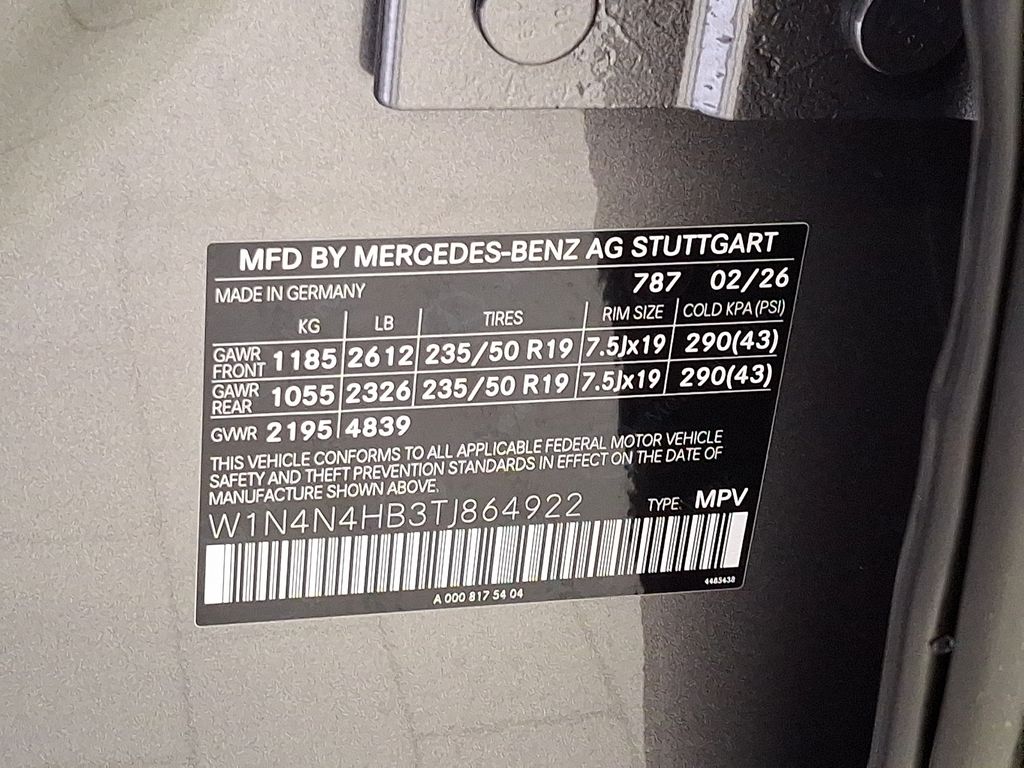 MFD BY MERCEDES-BENZ AG STUTTGART
MADE IN GERMANY 787 02/26
KG LB TIRES RIM SIZE COLD KPA (PSI)
GAWR FRONT 1185 2612 235/50 R19 7.5Jx19 290(43)
GAWR REAR 1055 2326 235/50 R19 7.5Jx19 290(43)
GVWR 2195 4839
THIS VEHICLE CONFORMS TO ALL APPLICABLE FEDERAL MOTOR VEHICLE
SAFETY AND THEFT PREVENTION STANDARDS IN EFFECT ON THE DATE OF
MANUFACTURE SHOWN ABOVE.
W1N4N4HB3TJ864922 TYPE: MPV
4485438
A 000 817 54 04